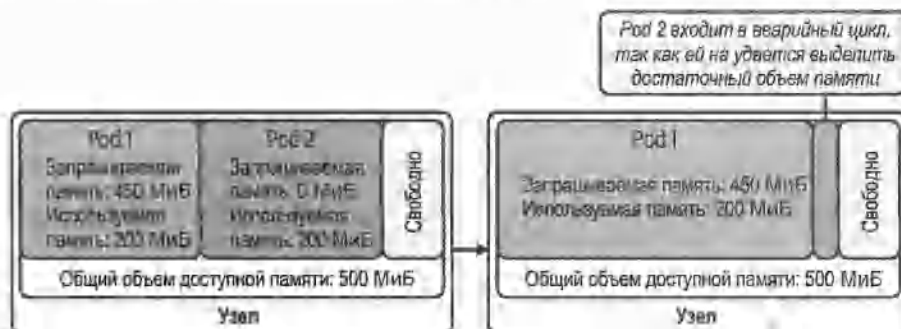 Pod 2 входит в веарийный цикл,
так как ей на удается выделить
достаточный объем памяти
Pod 1
Запрашиваемая
память: 450 МиБ
Используемая
память: 200 МиБ
Pod 2
Запрашиваемая
память: 0 МиБ
Используемая
память: 200 МиБ
Свободно
Общий объем доступной памяти: 500 МиБ
Узел
Pod 1
Запрашиваемая память: 450 МиБ
Используемая память: 200 МиБ
Свободно
Общий объем доступной памяти: 500 МиБ
Узел